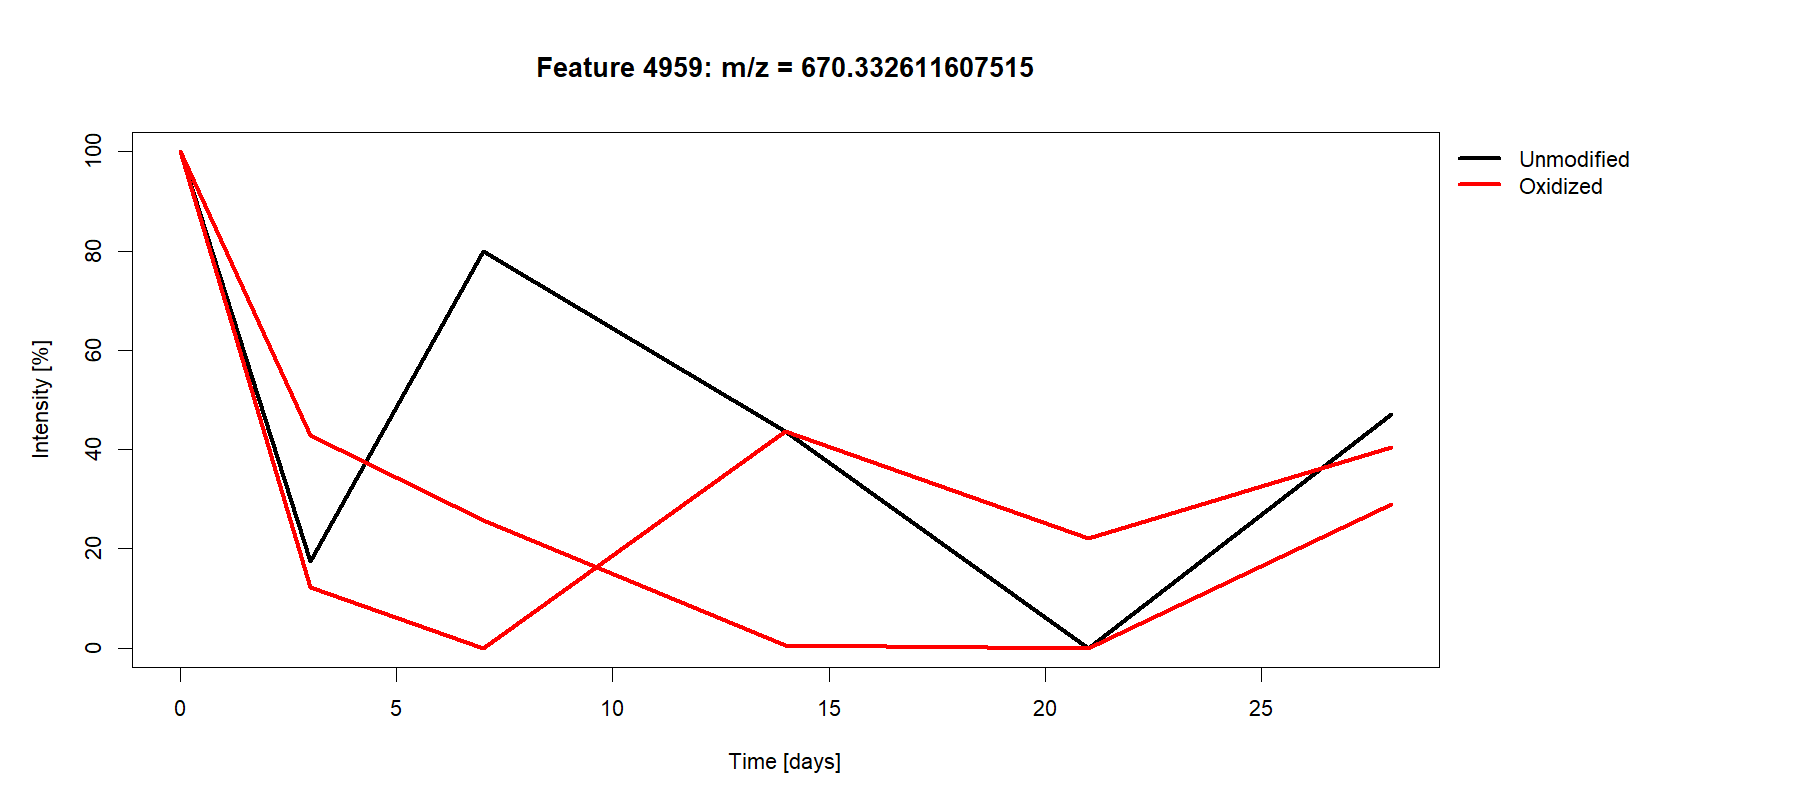 Feature 4959: m/z = 670.332611607515
Unmodified
Oxidized
Intensity [%]
100
80
60
40
20
0
0 5 10 15 20 25
Time [days]